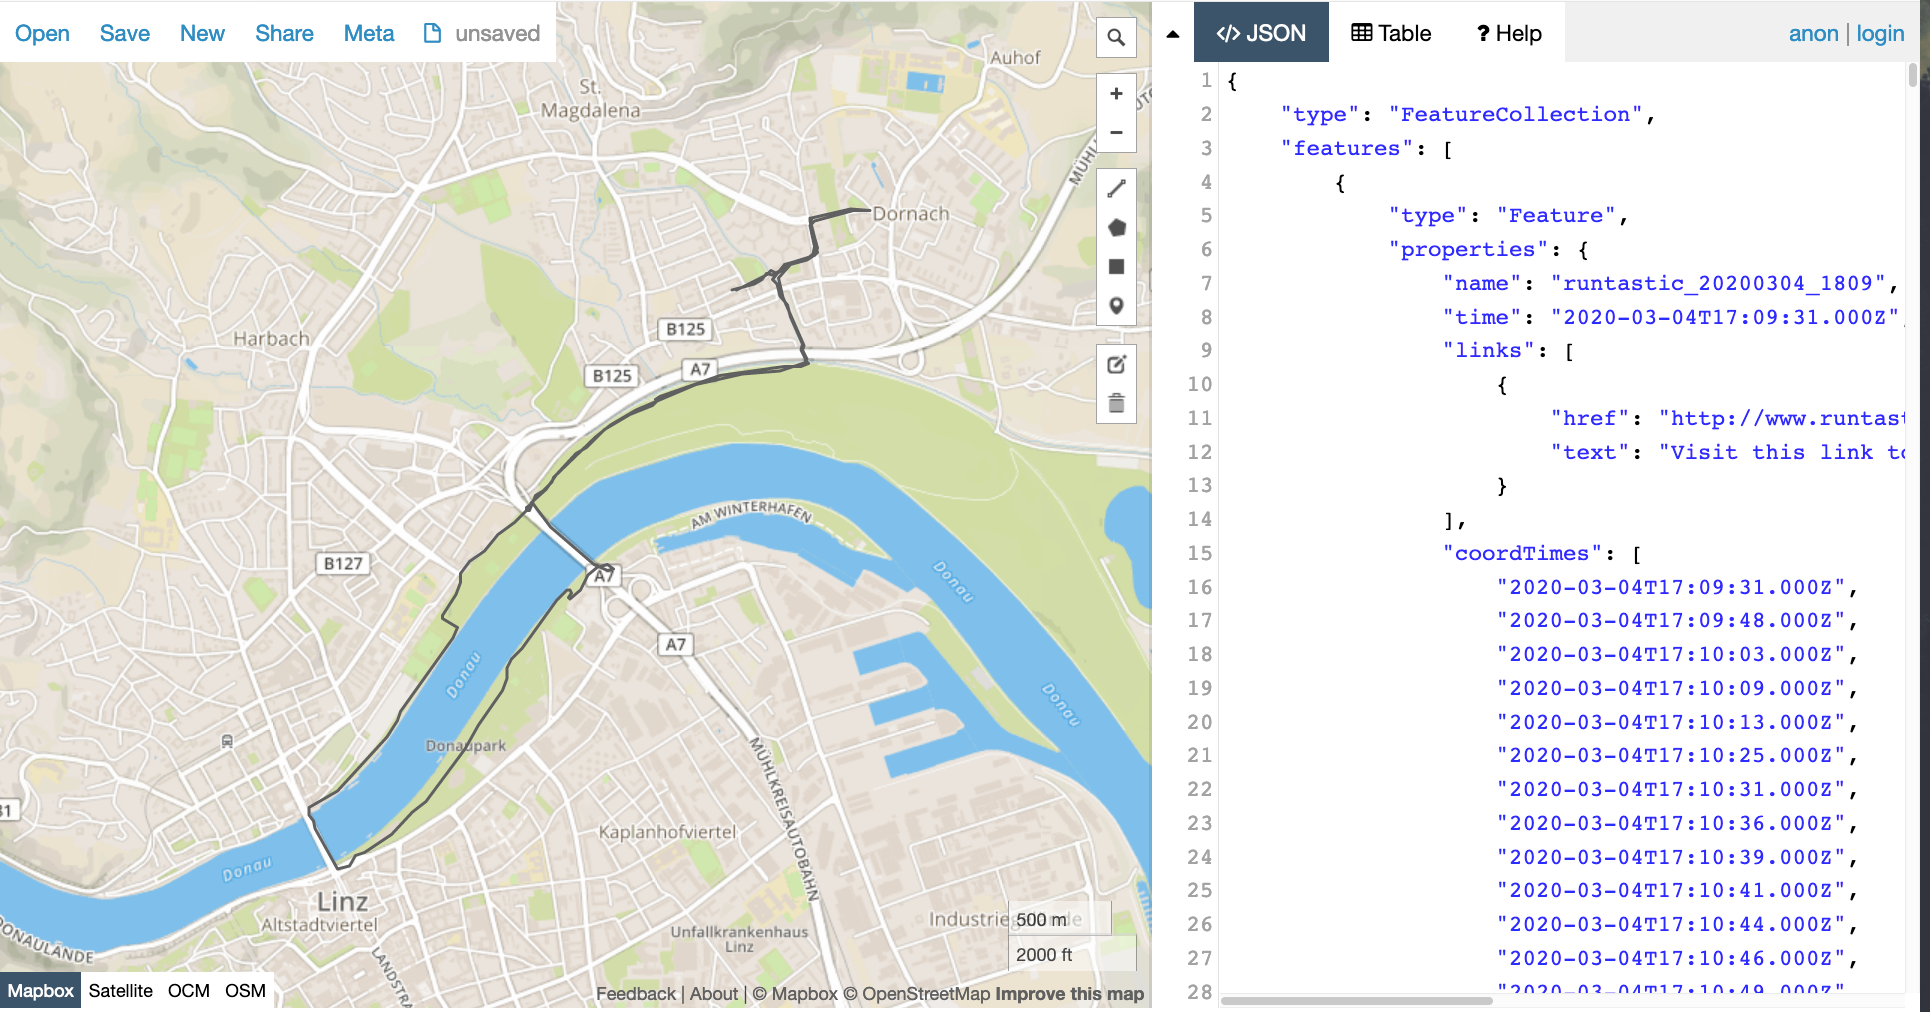 Open Save New Share Meta unsaved
</> JSON Table ? Help
anon | login
Auhof
St.
Magdalena
Dornach
Harbach
B125
B125
A7
AM WINTERHAFEN
B127
A7
Donau
A7
Donau
Donau
Donaupark
MÜHLKREISAUTOBAHN
Kaplanhofviertel
Donau
Linz
Altstadtviertel
Unfallkrankenhaus
Linz
DONAULÄNDE
500 m
2000 ft
Mapbox Satellite OCM OSM
Feedback | About | © Mapbox © OpenStreetMap Improve this map
1 {
2 "type": "FeatureCollection",
3 "features": [
4 {
5 "type": "Feature",
6 "properties": {
7 "name": "runtastic_20200304_1809",
8 "time": "2020-03-04T17:09:31.000Z",
9 "links": [
10 {
11 "href": "http://www.runtast
12 "text": "Visit this link to
13 }
14 ],
15 "coordTimes": [
16 "2020-03-04T17:09:31.000Z",
17 "2020-03-04T17:09:48.000Z",
18 "2020-03-04T17:10:03.000Z",
19 "2020-03-04T17:10:09.000Z",
20 "2020-03-04T17:10:13.000Z",
21 "2020-03-04T17:10:25.000Z",
22 "2020-03-04T17:10:31.000Z",
23 "2020-03-04T17:10:36.000Z",
24 "2020-03-04T17:10:39.000Z",
25 "2020-03-04T17:10:41.000Z",
26 "2020-03-04T17:10:44.000Z",
27 "2020-03-04T17:10:46.000Z",
28 "2020-03-04T17:10:49.000Z"